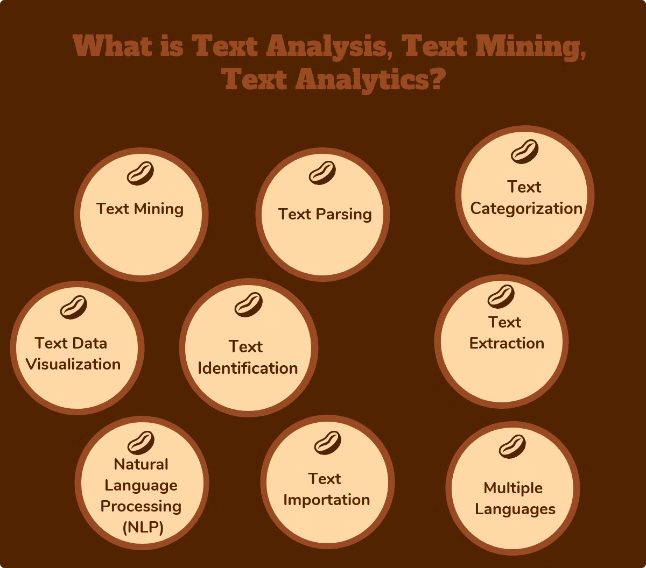 What is Text Analysis, Text Mining,
Text Analytics?
Text Mining
Text Parsing
Text
Categorization
Text Data
Visualization
Text
Identification
Text
Extraction
Natural
Language
Processing
(NLP)
Text
Importation
Multiple
Languages